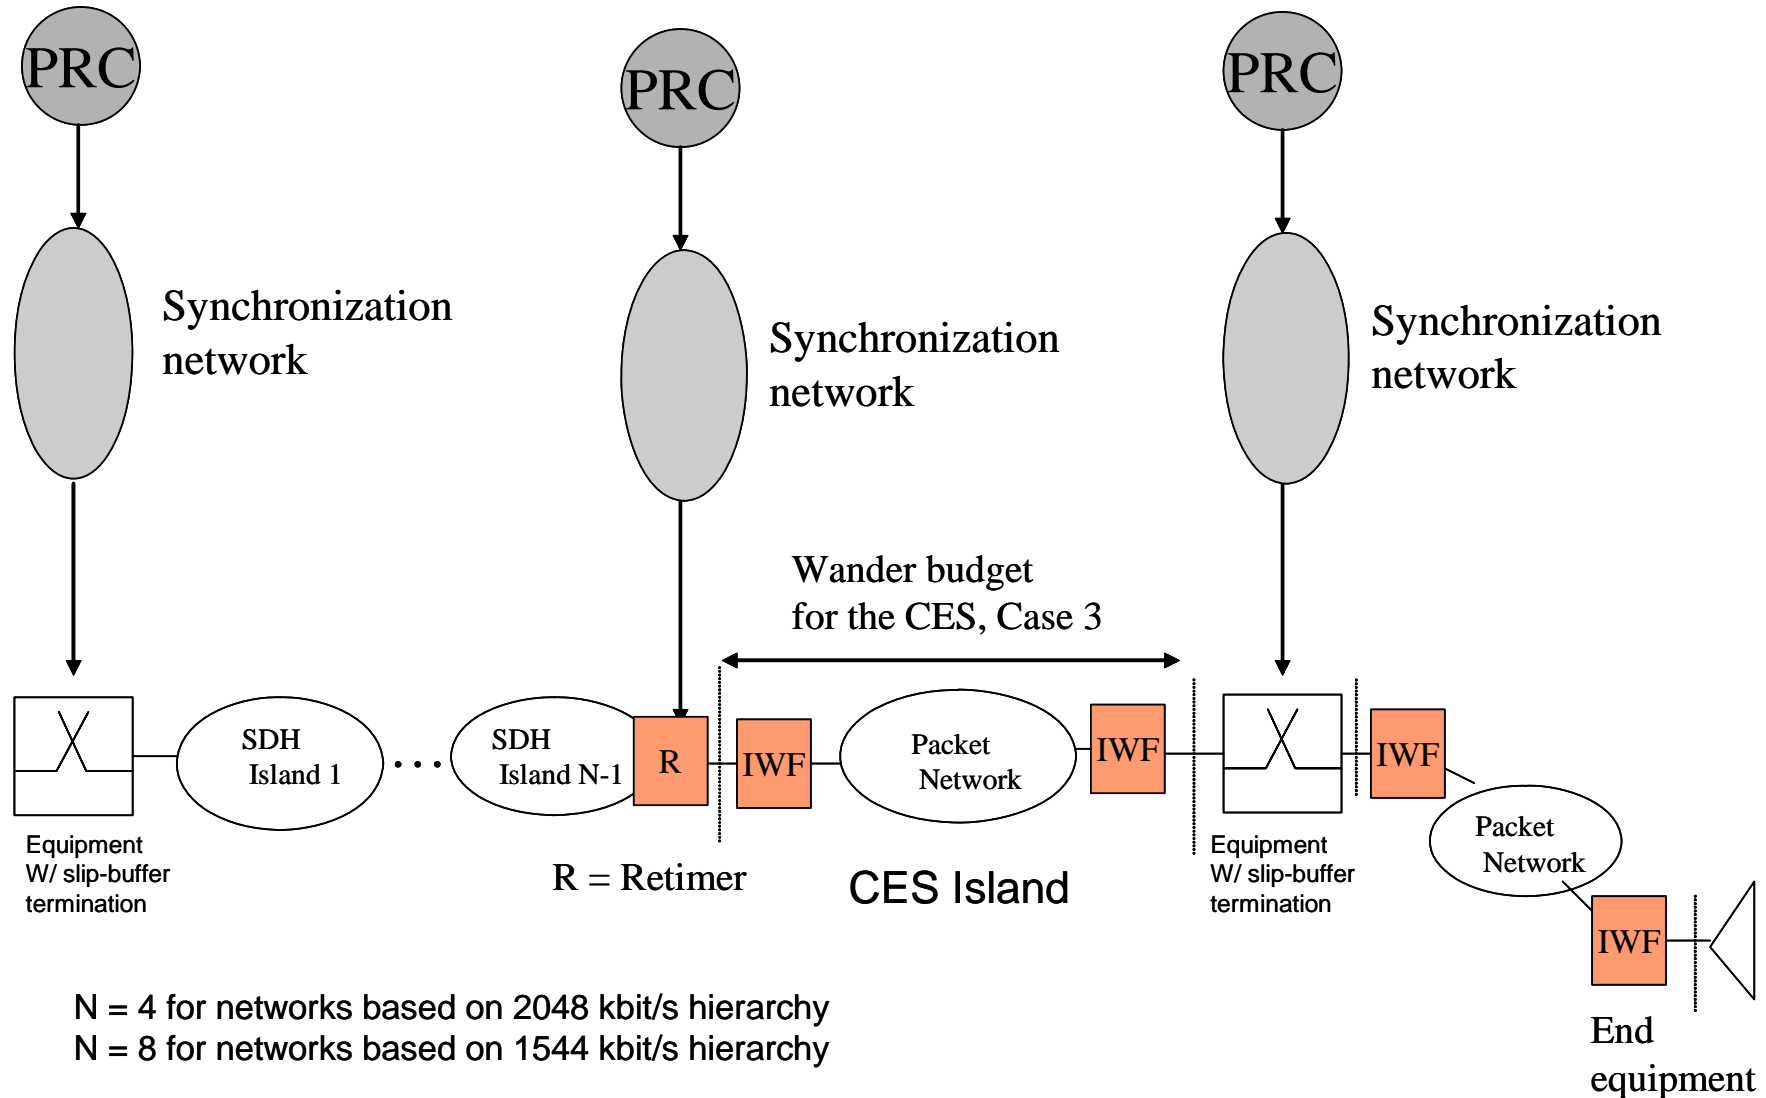 PRC
PRC
PRC
Synchronization
network
Synchronization
network
Synchronization
network
Wander budget
for the CES, Case 3
SDH
Island 1
SDH
Island N-1
R
IWF
Packet
Network
IWF
IWF
Equipment
W/ slip-buffer
termination
R = Retimer
CES Island
Equipment
W/ slip-buffer
termination
Packet
Network
IWF
N = 4 for networks based on 2048 kbit/s hierarchy
N = 8 for networks based on 1544 kbit/s hierarchy
End
equipment